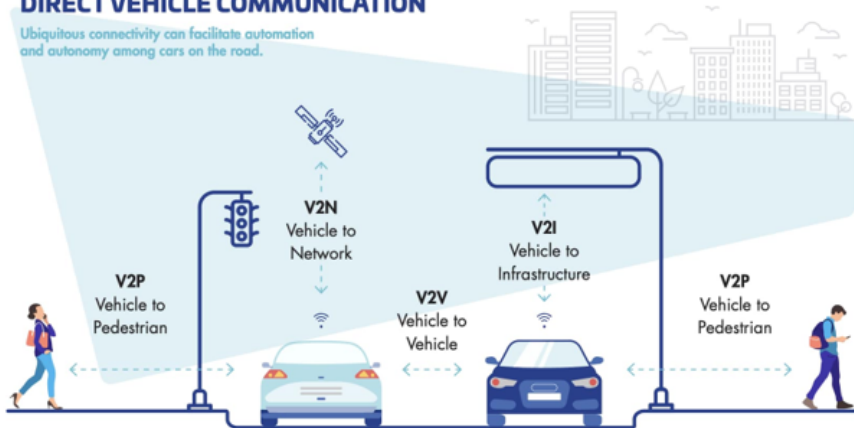 DIRECT VEHICLE COMMUNICATION
Ubiquitous connectivity can facilitate automation
and autonomy among cars on the road.
V2N
Vehicle to
Network
V2I
Vehicle to
Infrastructure
V2P
Vehicle to
Pedestrian
V2V
Vehicle to
Vehicle
V2P
Vehicle to
Pedestrian